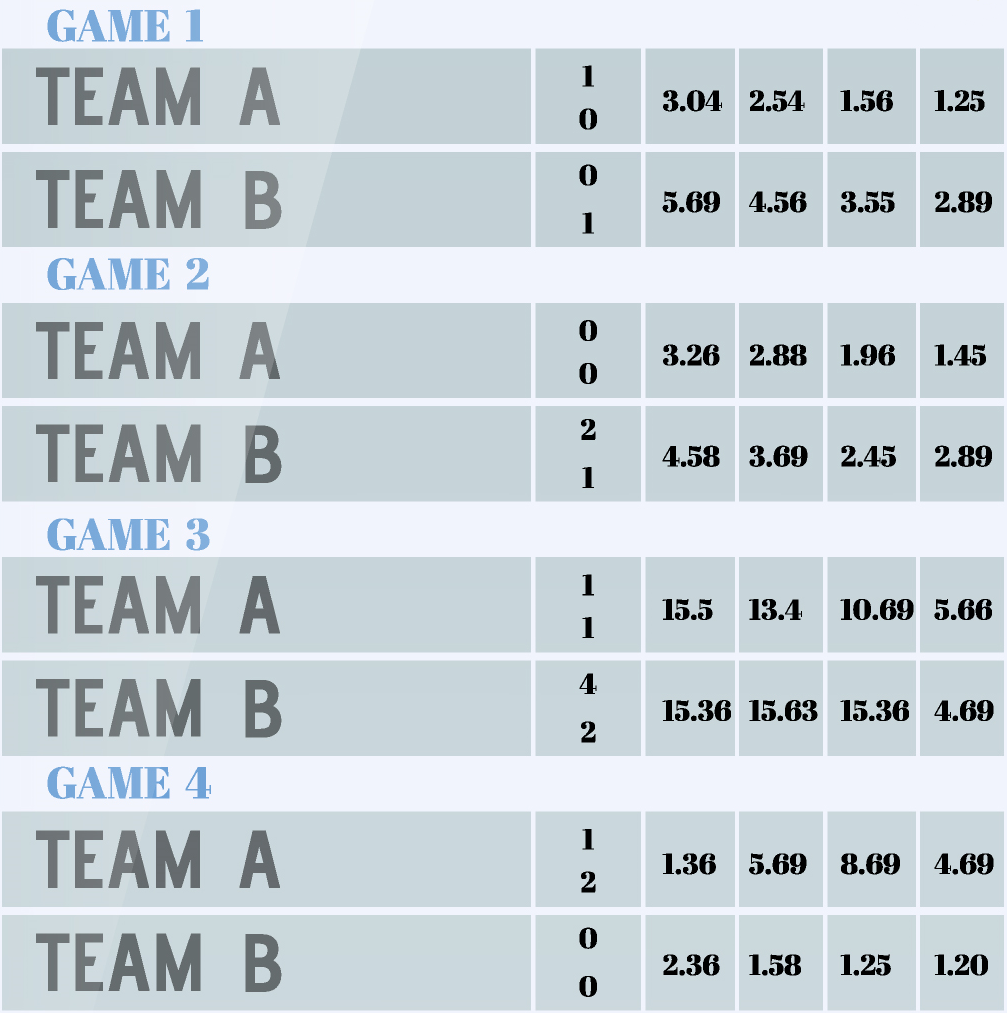 GAME 1
TEAM A 1 0 3.04 2.54 1.56 1.25
TEAM B 0 1 5.69 4.56 3.55 2.89
GAME 2
TEAM A 0 0 3.26 2.88 1.96 1.45
TEAM B 2 1 4.58 3.69 2.45 2.89
GAME 3
TEAM A 1 1 15.5 13.4 10.69 5.66
TEAM B 4 2 15.36 15.63 15.36 4.69
GAME 4
TEAM A 1 2 1.36 5.69 8.69 4.69
TEAM B 0 0 2.36 1.58 1.25 1.20